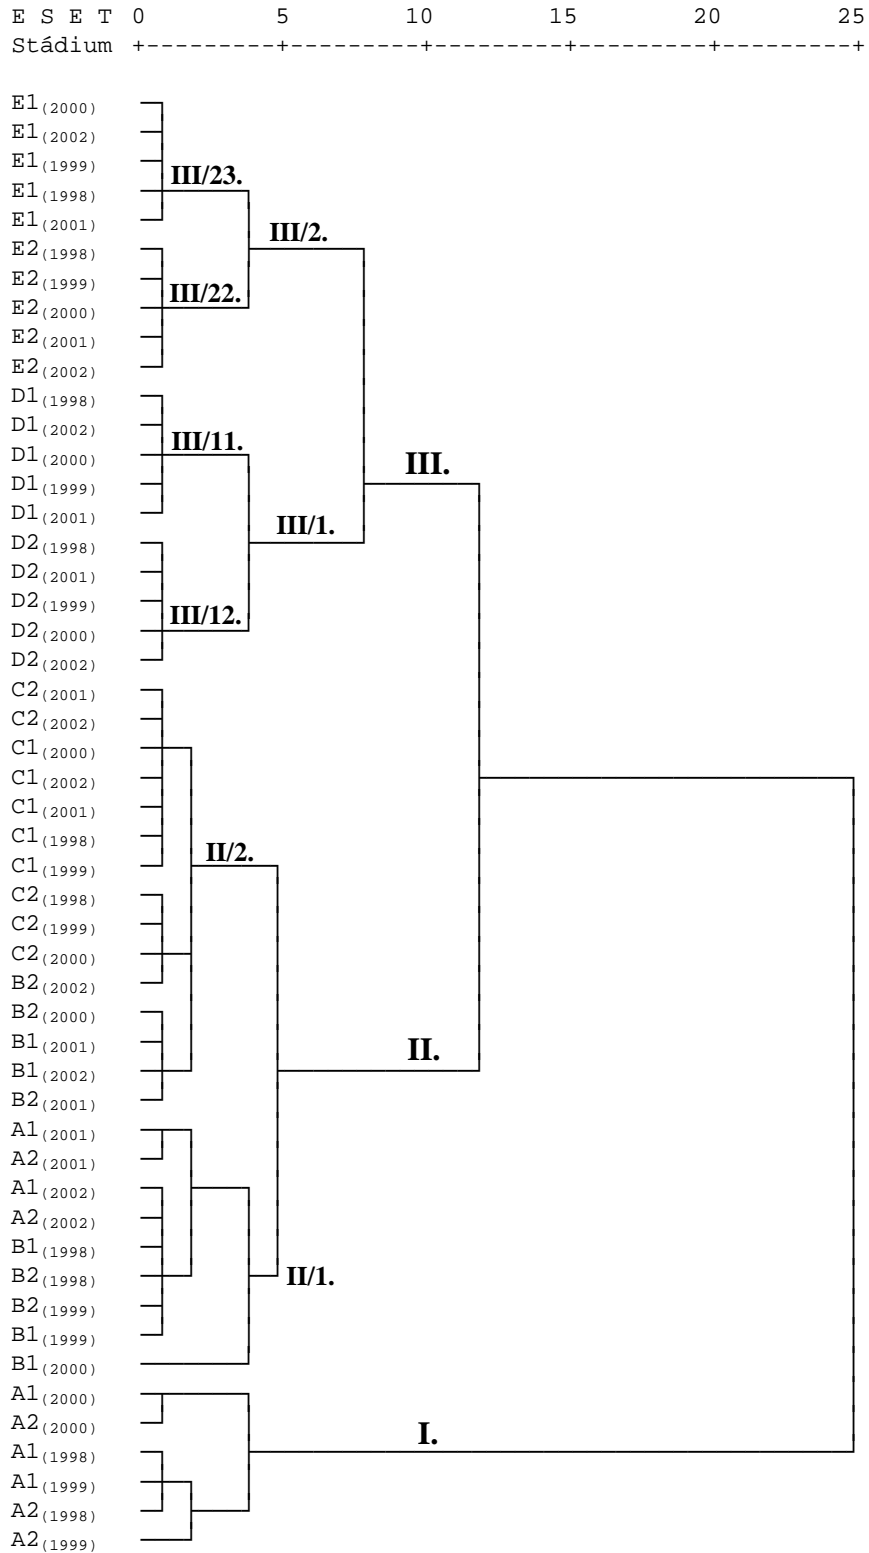 E S E T 0 5 10 15 20 25
Stádium +---------+---------+---------+---------+---------+
E1(2000)
E1(2002)
E1(1999)
III/23.
E1(1998)
E1(2001)
III/2.
E2(1998)
E2(1999)
III/22.
E2(2000)
E2(2001)
E2(2002)
D1(1998)
D1(2002)
III/11.
D1(2000)
III.
D1(1999)
D1(2001)
III/1.
D2(1998)
D2(2001)
D2(1999)
III/12.
D2(2000)
D2(2002)
C2(2001)
C2(2002)
C1(2000)
C1(2002)
C1(2001)
C1(1998)
II/2.
C1(1999)
C2(1998)
C2(1999)
C2(2000)
B2(2002)
B2(2000)
B1(2001)
II.
B1(2002)
B2(2001)
A1(2001)
A2(2001)
A1(2002)
A2(2002)
B1(1998)
B2(1998) II/1.
B2(1999)
B1(1999)
B1(2000)
A1(2000)
A2(2000)
I.
A1(1998)
A1(1999)
A2(1998)
A2(1999)